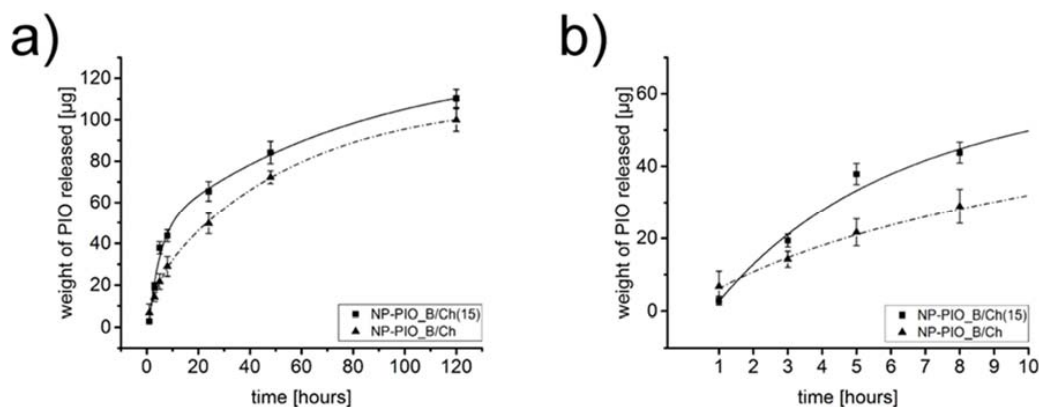 a)
weight of PIO released [µg]
120
100
80
60
40
20
0
0 20 40 60 80 100 120
time [hours]
NP-PIO_B/Ch(15)
NP-PIO_B/Ch
b)
weight of PIO released [µg]
60
40
20
0
1 2 3 4 5 6 7 8 9 10
time [hours]
NP-PIO_B/Ch(15)
NP-PIO_B/Ch